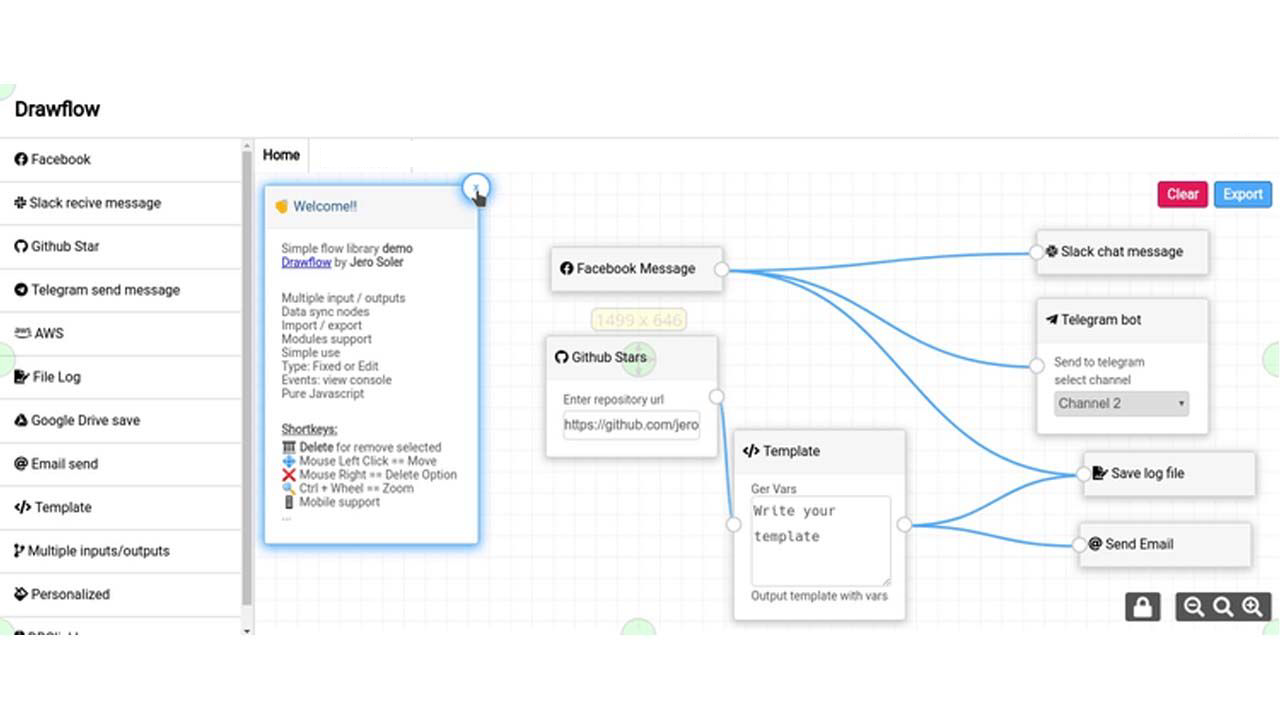 Drawflow
Facebook
Slack recive message
Github Star
Telegram send message
aws AWS
File Log
Google Drive save
@ Email send
</> Template
Multiple inputs/outputs
Personalized
Home
Clear
Export
Welcome!!
x
Simple flow library demo
Drawflow by Jero Soler
Multiple input / outputs
Data sync nodes
Import / export
Modules support
Simple use
Type: Fixed or Edit
Events: view console
Pure Javascript
Shortkeys:
Delete for remove selected
Mouse Left Click == Move
Mouse Right == Delete Option
Ctrl + Wheel == Zoom
Mobile support
...
Facebook Message
1499 x 646
Github Stars
Enter repository url
https://github.com/jero
</> Template
Ger Vars
Write your
template
Output template with vars
Slack chat message
Telegram bot
Send to telegram
select channel
Channel 2
Save log file
@ Send Email